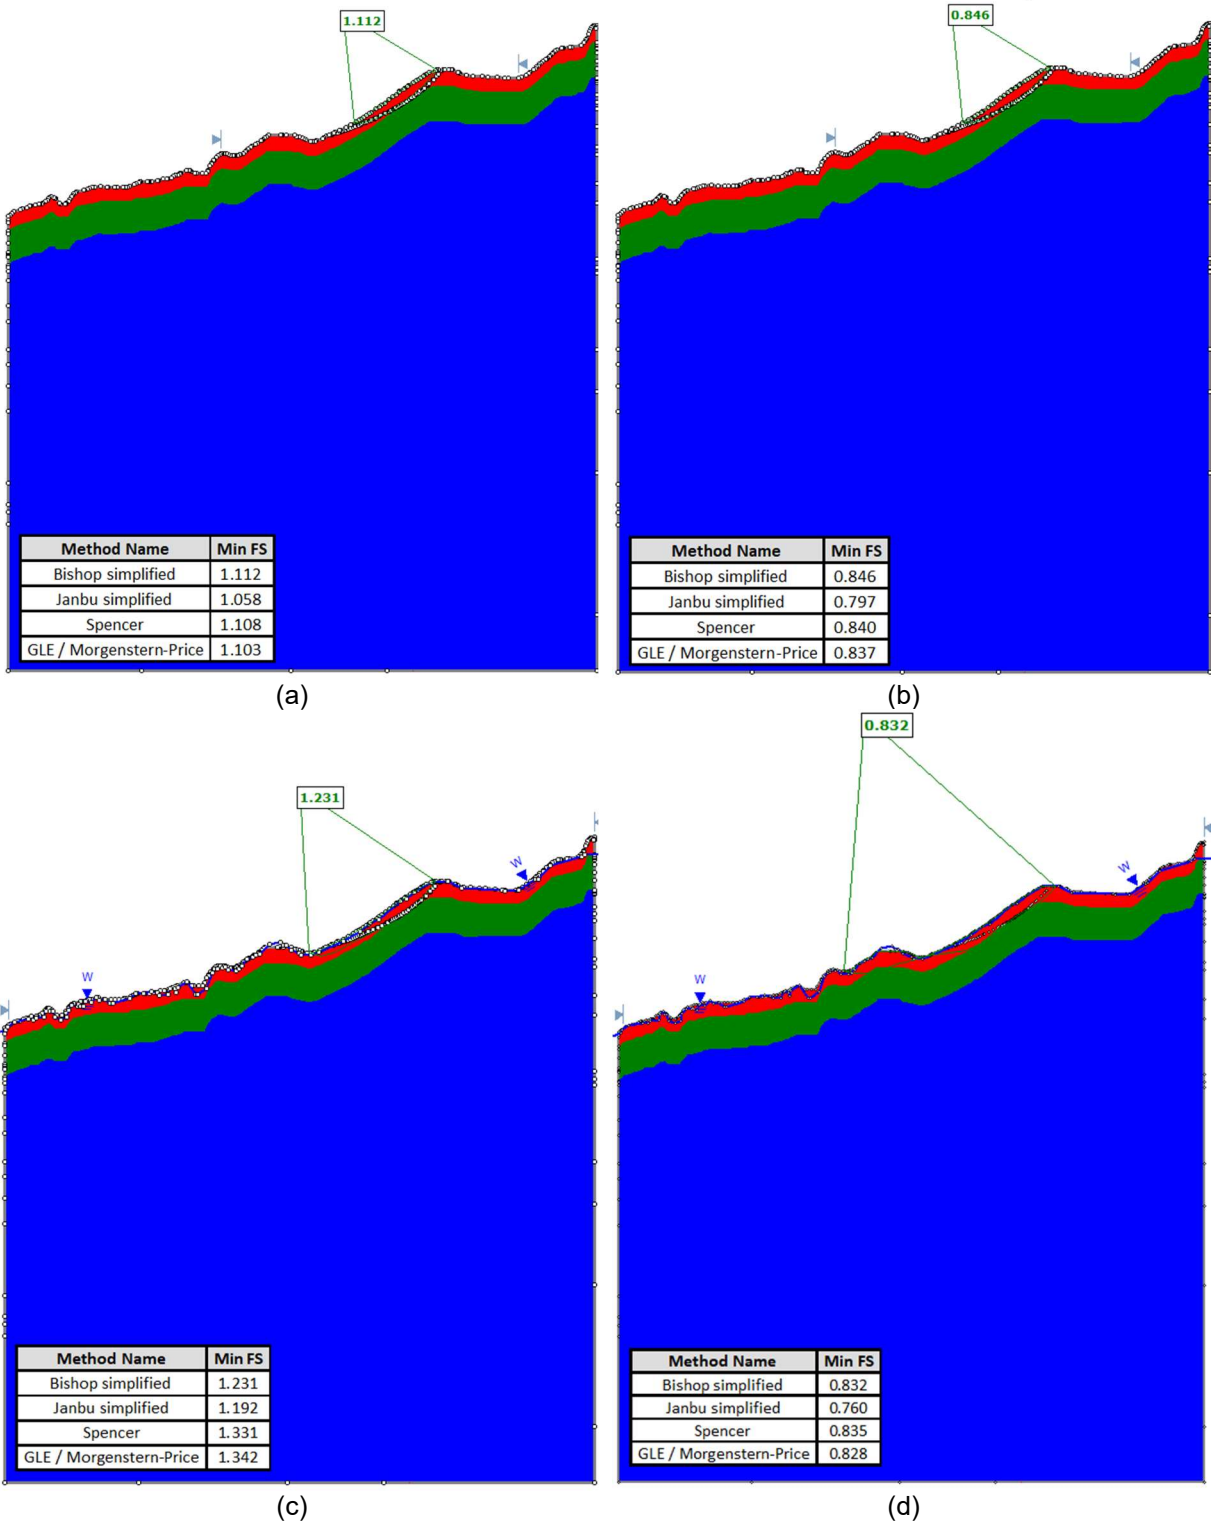 1.112
0.846
Method Name Min FS
Bishop simplified 1.112
Janbu simplified 1.058
Spencer 1.108
GLE / Morgenstern-Price 1.103
Method Name Min FS
Bishop simplified 0.846
Janbu simplified 0.797
Spencer 0.840
GLE / Morgenstern-Price 0.837
(a)
(b)
1.231
W
W
0.832
W
W
Method Name Min FS
Bishop simplified 1.231
Janbu simplified 1.192
Spencer 1.331
GLE / Morgenstern-Price 1.342
Method Name Min FS
Bishop simplified 0.832
Janbu simplified 0.760
Spencer 0.835
GLE / Morgenstern-Price 0.828
(c)
(d)